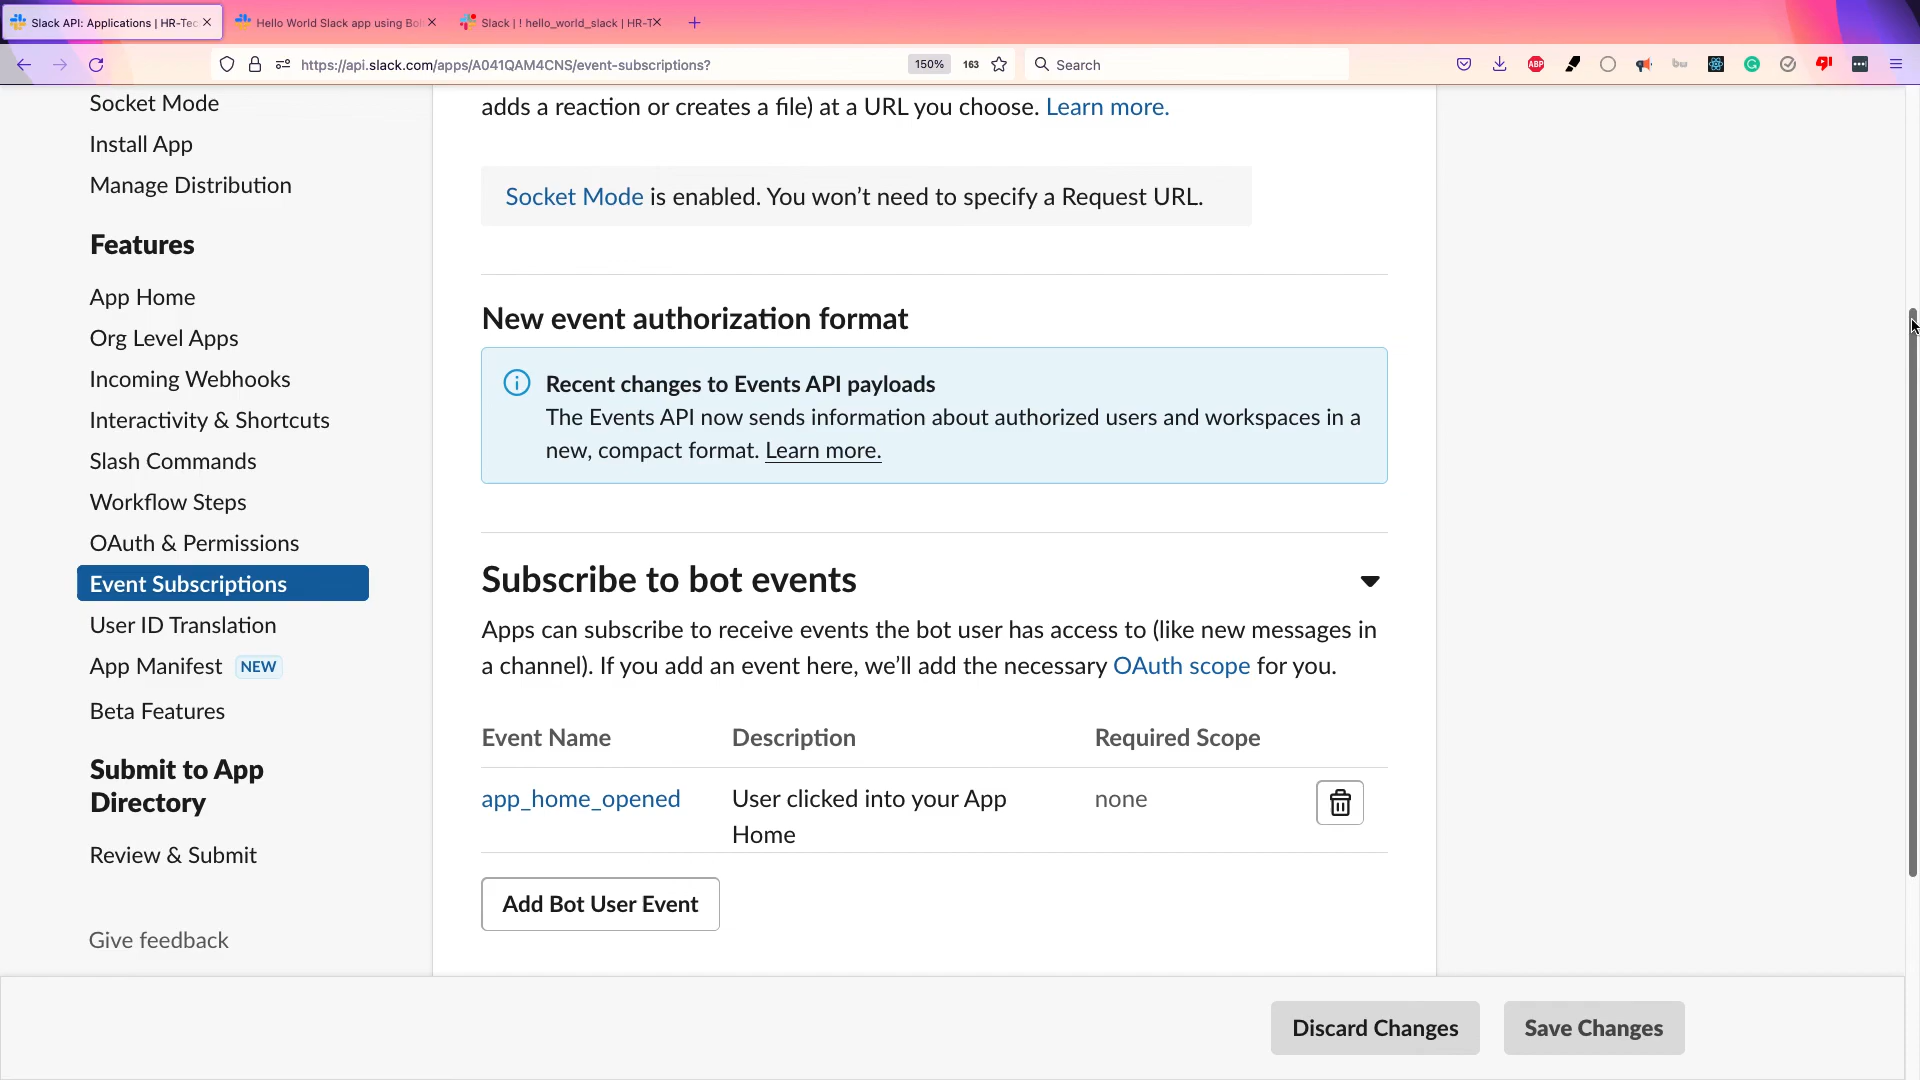 Slack API: Applications | HR-Tec
Hello World Slack app using Bol
Slack | ! hello_world_slack | HR-T
https://api.slack.com/apps/A041QAM4CNS/event-subscriptions?
150%
163
Search
ABP
Socket Mode
Install App
Manage Distribution
Features
App Home
Org Level Apps
Incoming Webhooks
Interactivity & Shortcuts
Slash Commands
Workflow Steps
OAuth & Permissions
Event Subscriptions
User ID Translation
App Manifest NEW
Beta Features
Submit to App
Directory
Review & Submit
Give feedback
adds a reaction or creates a file) at a URL you choose. Learn more.
Socket Mode is enabled. You won’t need to specify a Request URL.
New event authorization format
Recent changes to Events API payloads
The Events API now sends information about authorized users and workspaces in a
new, compact format. Learn more.
Subscribe to bot events
Apps can subscribe to receive events the bot user has access to (like new messages in
a channel). If you add an event here, we’ll add the necessary OAuth scope for you.
Event Name Description Required Scope
app_home_opened User clicked into your App none
Home
Add Bot User Event
Discard Changes Save Changes